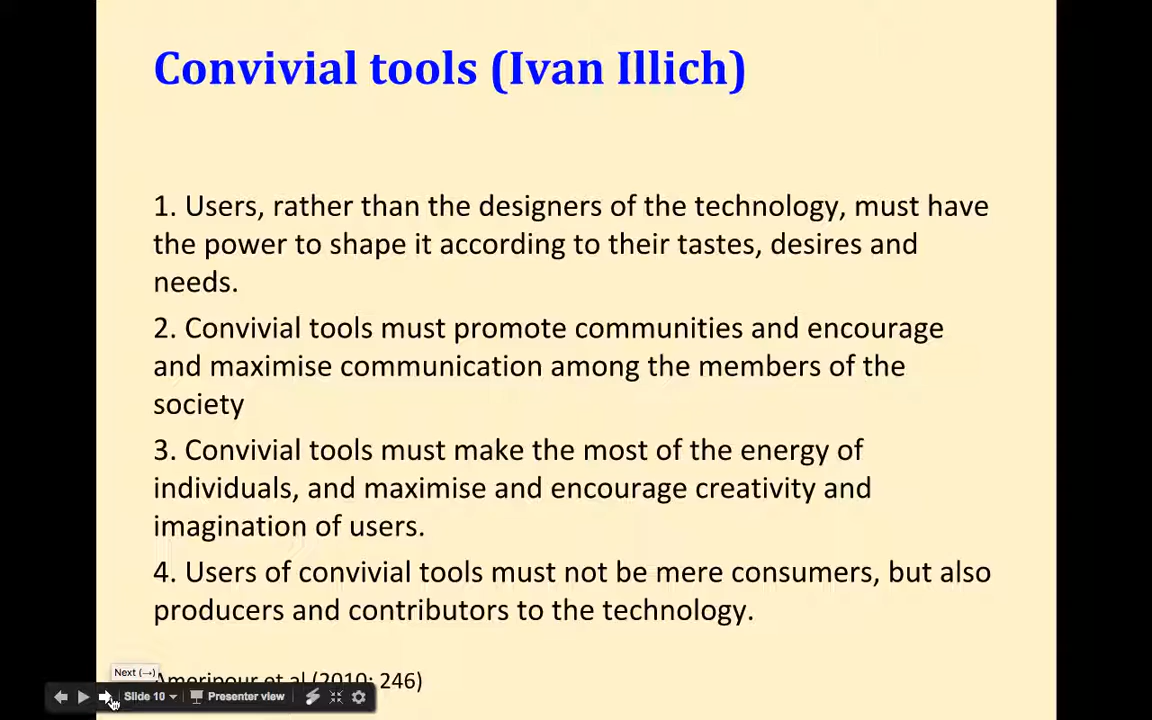 Convivial tools (Ivan Illich)
1. Users, rather than the designers of the technology, must have
the power to shape it according to their tastes, desires and
needs.
2. Convivial tools must promote communities and encourage
and maximise communication among the members of the
society
3. Convivial tools must make the most of the energy of
individuals, and maximise and encourage creativity and
imagination of users.
4. Users of convivial tools must not be mere consumers, but also
producers and contributors to the technology.
Next (→)
Ameripour et al (2010: 246)
Slide 10
Presenter view